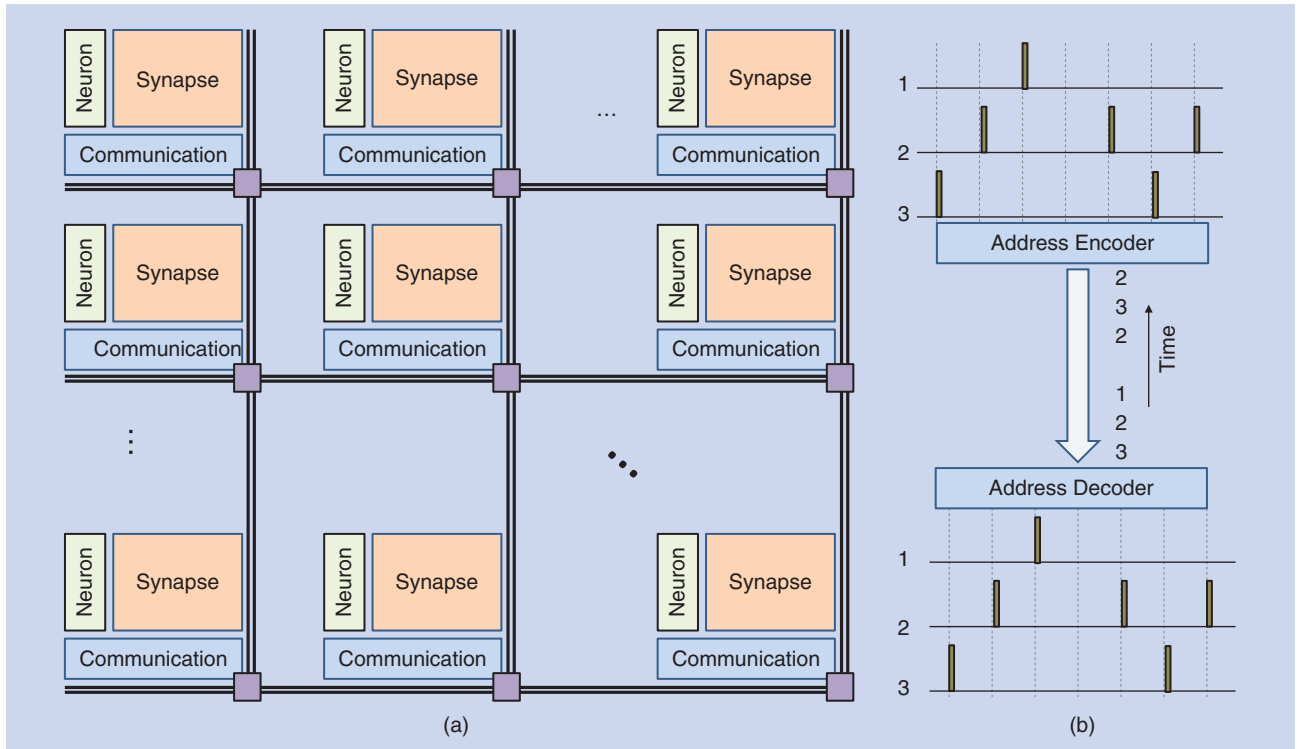 Neuron
Synapse
Communication
Neuron
Synapse
Communication
...
Neuron
Synapse
Communication
Neuron
Synapse
Communication
Neuron
Synapse
Communication
Neuron
Synapse
Communication
...
Neuron
Synapse
Communication
Neuron
Synapse
Communication
Neuron
Synapse
Communication
(a)
1
2
3
Address Encoder
2
3
2
1
2
3
Time
Address Decoder
1
2
3
(b)